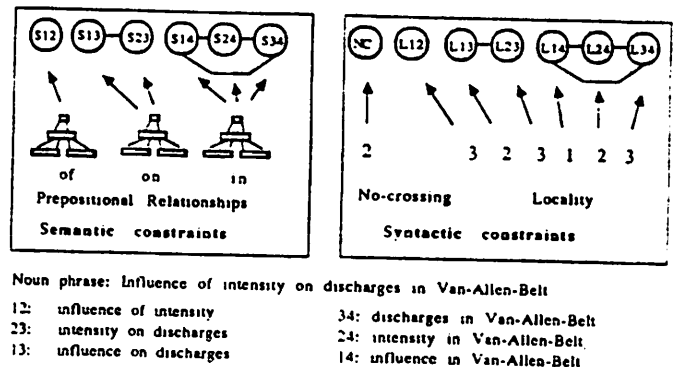 S12 S13 S23 S14 S24 S34
of on in
Prepositional Relationships
Semantic constraints
NC L12 L13 L23 L14 L24 L34
2 3 2 3 1 2 3
No-crossing Locality
Syntactic constraints
Noun phrase: Influence of intensity on discharges in Van-Allen-Belt
12: influence of intensity
23: intensity on discharges
13: influence on discharges
34: discharges in Van-Allen-Belt
24: intensity in Van-Allen-Belt
14: influence in Van-Allen-Belt